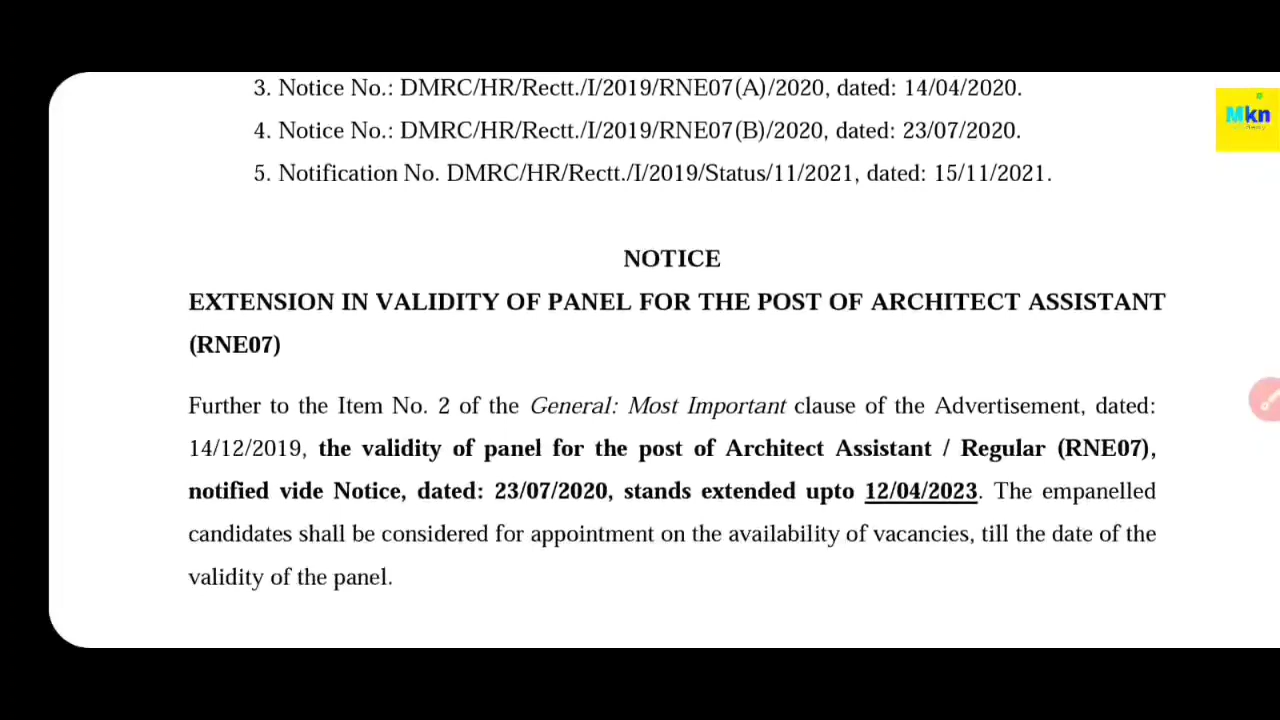 3. Notice No.: DMRC/HR/Rectt./I/2019/RNE07(A)/2020, dated: 14/04/2020.
4. Notice No.: DMRC/HR/Rectt./I/2019/RNE07(B)/2020, dated: 23/07/2020.
5. Notification No. DMRC/HR/Rectt./I/2019/Status/11/2021, dated: 15/11/2021.
Mkn
NOTICE
EXTENSION IN VALIDITY OF PANEL FOR THE POST OF ARCHITECT ASSISTANT
(RNE07)
Further to the Item No. 2 of the General: Most Important clause of the Advertisement, dated:
14/12/2019, the validity of panel for the post of Architect Assistant / Regular (RNE07),
notified vide Notice, dated: 23/07/2020, stands extended upto 12/04/2023. The empanelled
candidates shall be considered for appointment on the availability of vacancies, till the date of the
validity of the panel.